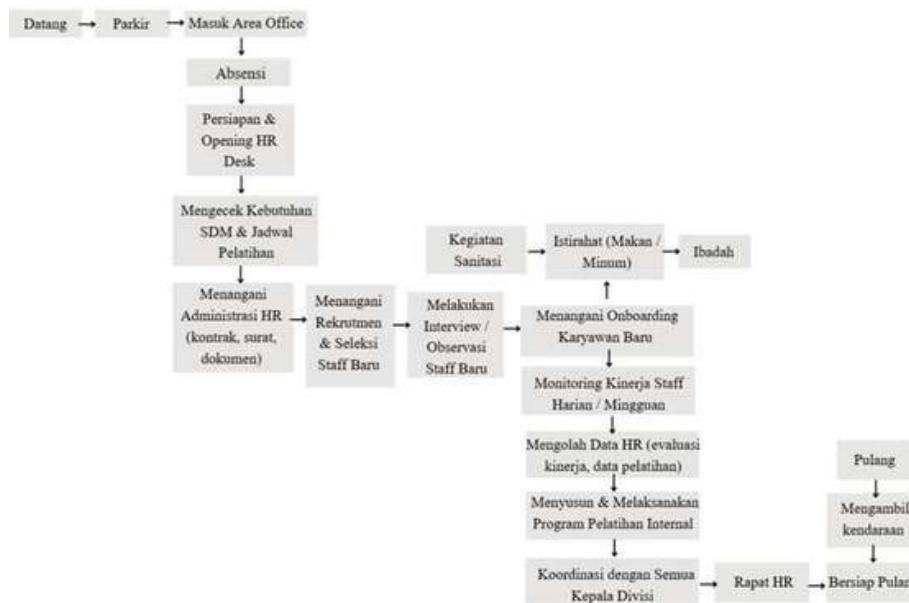 Datang
Parkir
Masuk Area Office
Absensi
Persiapan &
Opening HR
Desk
Mengecek Kebutuhan
SDM & Jadwal
Pelatihan
Menangani
Administrasi HR
(kontrak, surat,
dokumen)
Menangani
Rekrutmen
& Seleksi
Staff Baru
Melakukan
Interview /
Observasi
Staff Baru
Kegiatan
Sanitasi
Istirahat (Makan /
Minum)
Ibadah
Menangani Onboarding
Karyawan Baru
Monitoring Kinerja Staff
Harian / Mingguan
Mengolah Data HR (evaluasi
kinerja, data pelatihan)
Menyusun & Melaksanakan
Program Pelatihan Internal
Koordinasi dengan Semua
Kepala Divisi
Rapat HR
Pulang
Mengambil
kendaraan
Bersiap Pulan